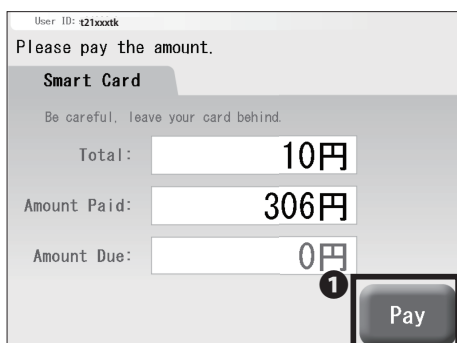 User ID: t21xxxtk
Please pay the amount.
Smart Card
Be careful, leave your card behind.
Total: 10円
Amount Paid: 306円
Amount Due: 0円
❶
Pay